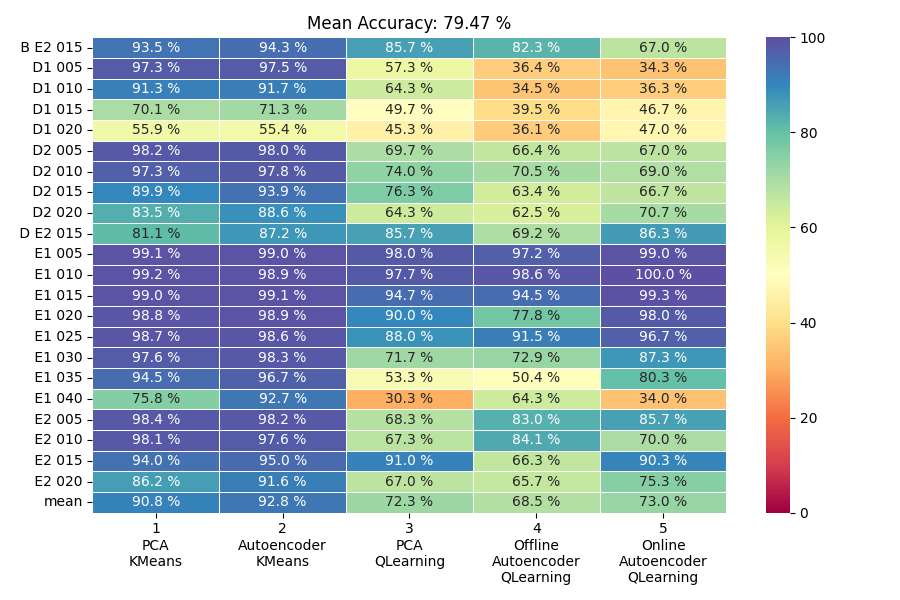 Mean Accuracy: 79.47 %
B E2 015 93.5 % 94.3 % 85.7 % 82.3 % 67.0 % 100
D1 005 97.3 % 97.5 % 57.3 % 36.4 % 34.3 %
D1 010 91.3 % 91.7 % 64.3 % 34.5 % 36.3 %
D1 015 70.1 % 71.3 % 49.7 % 39.5 % 46.7 %
D1 020 55.9 % 55.4 % 45.3 % 36.1 % 47.0 % 80
D2 005 98.2 % 98.0 % 69.7 % 66.4 % 67.0 %
D2 010 97.3 % 97.8 % 74.0 % 70.5 % 69.0 %
D2 015 89.9 % 93.9 % 76.3 % 63.4 % 66.7 %
D2 020 83.5 % 88.6 % 64.3 % 62.5 % 70.7 %
D E2 015 81.1 % 87.2 % 85.7 % 69.2 % 86.3 % 60
E1 005 99.1 % 99.0 % 98.0 % 97.2 % 99.0 %
E1 010 99.2 % 98.9 % 97.7 % 98.6 % 100.0 %
E1 015 99.0 % 99.1 % 94.7 % 94.5 % 99.3 %
E1 020 98.8 % 98.9 % 90.0 % 77.8 % 98.0 % 40
E1 025 98.7 % 98.6 % 88.0 % 91.5 % 96.7 %
E1 030 97.6 % 98.3 % 71.7 % 72.9 % 87.3 %
E1 035 94.5 % 96.7 % 53.3 % 50.4 % 80.3 %
E1 040 75.8 % 92.7 % 30.3 % 64.3 % 34.0 %
E2 005 98.4 % 98.2 % 68.3 % 83.0 % 85.7 % 20
E2 010 98.1 % 97.6 % 67.3 % 84.1 % 70.0 %
E2 015 94.0 % 95.0 % 91.0 % 66.3 % 90.3 %
E2 020 86.2 % 91.6 % 67.0 % 65.7 % 75.3 %
mean 90.8 % 92.8 % 72.3 % 68.5 % 73.0 % 0
1 2 3 4 5
PCA Autoencoder PCA Offline Online
KMeans KMeans QLearning Autoencoder Autoencoder
QLearning QLearning